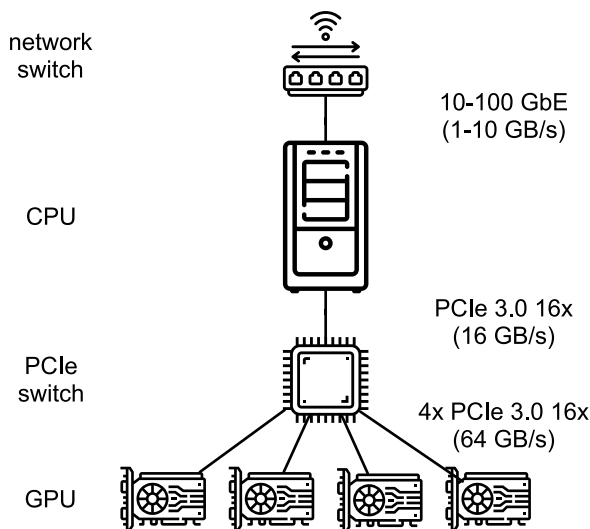 network
switch
10-100 GbE
(1-10 GB/s)
CPU
PCIe 3.0 16x
(16 GB/s)
PCIe
switch
4x PCIe 3.0 16x
(64 GB/s)
GPU